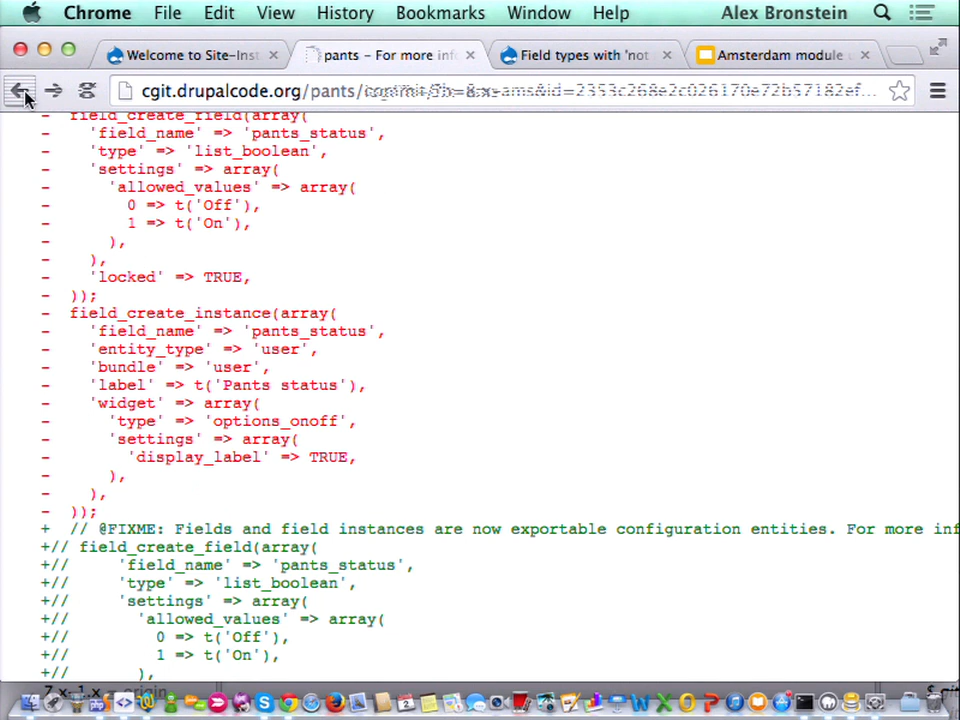 Chrome File Edit View History Bookmarks Window Help Alex Bronstein
Welcome to Site-Inst
pants - For more info
Field types with 'not
Amsterdam module u
cgit.drupalcode.org/pants/
- field_create_field(array(
- 'field_name' => 'pants_status',
- 'type' => 'list_boolean',
- 'settings' => array(
- 'allowed_values' => array(
- 0 => t('Off'),
- 1 => t('On'),
- ),
- ),
- 'locked' => TRUE,
- ));
- field_create_instance(array(
- 'field_name' => 'pants_status',
- 'entity_type' => 'user',
- 'bundle' => 'user',
- 'label' => t('Pants status'),
- 'widget' => array(
- 'type' => 'options_onoff',
- 'settings' => array(
- 'display_label' => TRUE,
- ),
- ),
- ));
+ // @FIXME: Fields and field instances are now exportable configuration entities. For more inf
+// field_create_field(array(
+// 'field_name' => 'pants_status',
+// 'type' => 'list_boolean',
+// 'settings' => array(
+// 'allowed_values' => array(
+// 0 => t('Off'),
+// 1 => t('On'),
+// ),